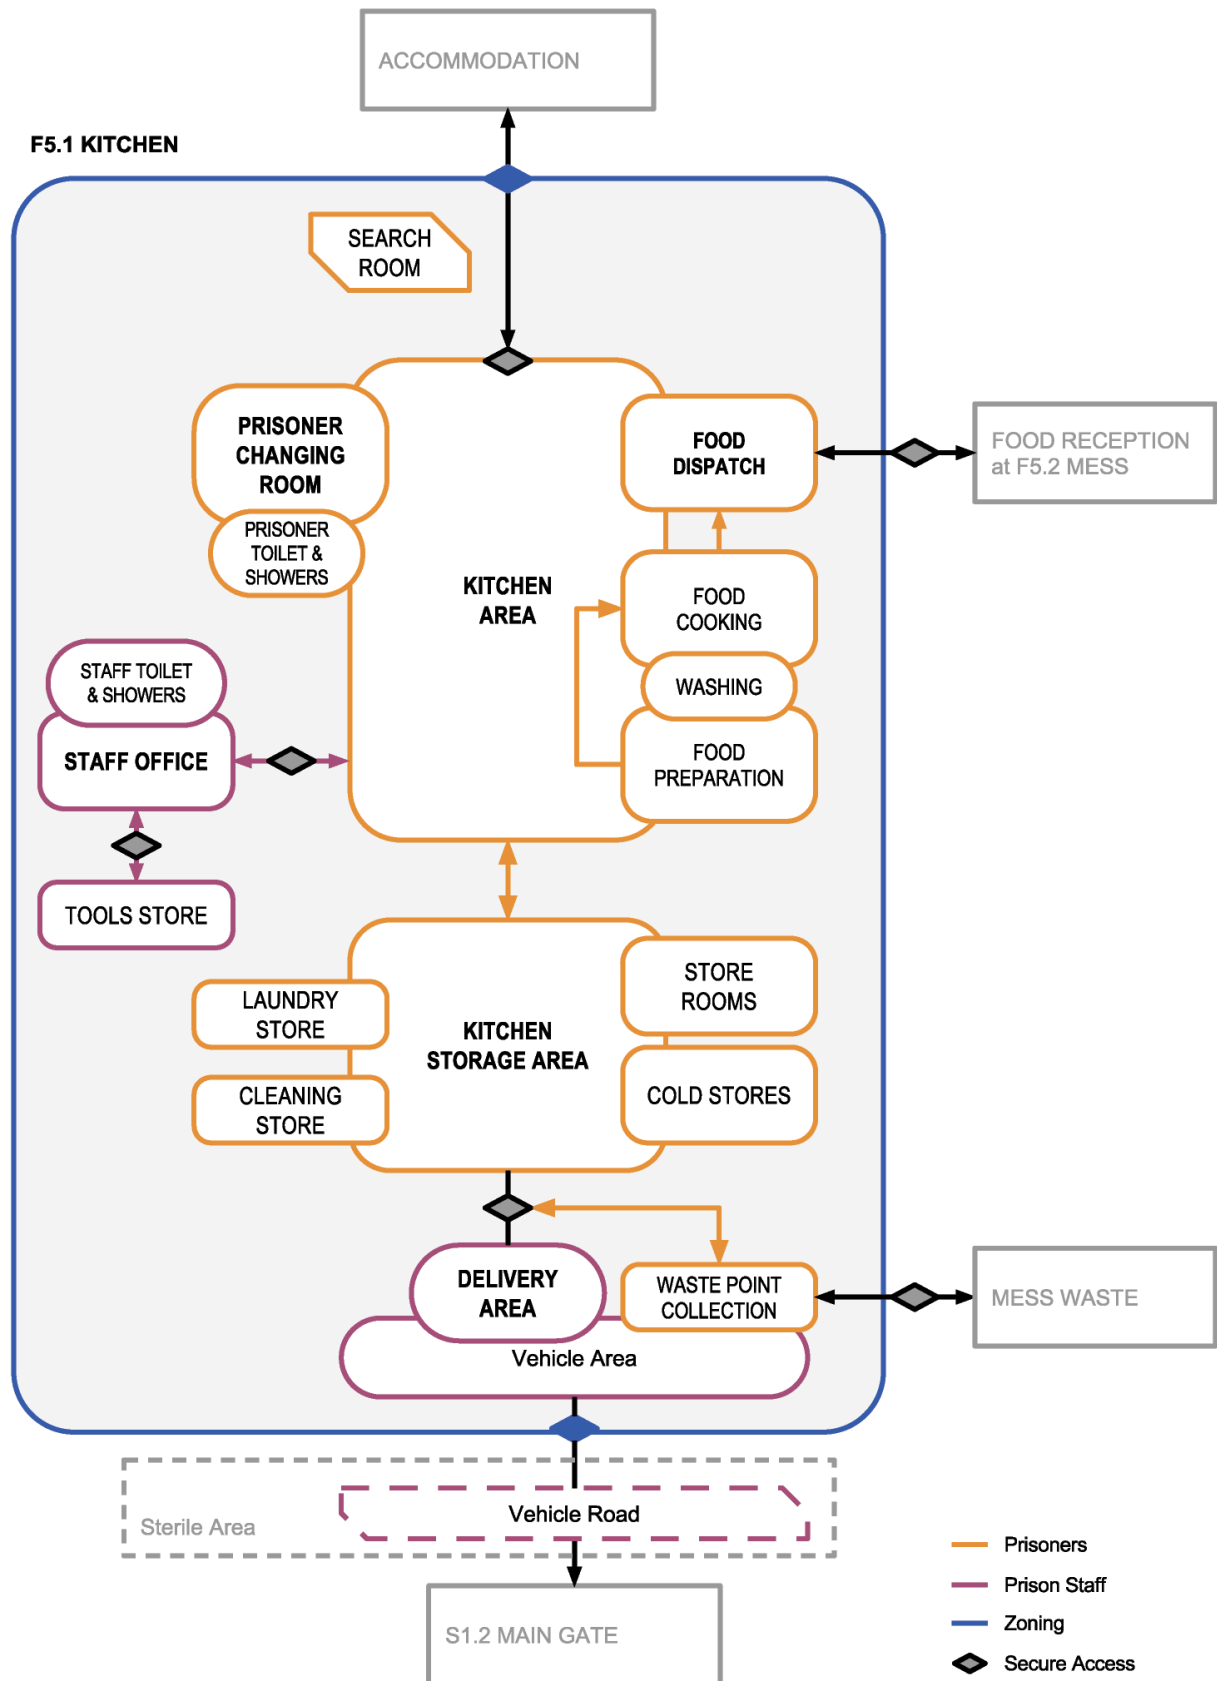 ACCOMMODATION
F5.1 KITCHEN
SEARCH
ROOM
PRISONER
CHANGING
ROOM
FOOD
DISPATCH
FOOD RECEPTION
at F5.2 MESS
PRISONER
TOILET &
SHOWERS
KITCHEN
AREA
FOOD
COOKING
STAFF TOILET
& SHOWERS
WASHING
STAFF OFFICE
FOOD
PREPARATION
TOOLS STORE
LAUNDRY
STORE
KITCHEN
STORAGE AREA
STORE
ROOMS
CLEANING
STORE
COLD STORES
DELIVERY
AREA
WASTE POINT
COLLECTION
MESS WASTE
Vehicle Area
Sterile Area
Vehicle Road
S1.2 MAIN GATE
Prisoners
Prison Staff
Zoning
Secure Access